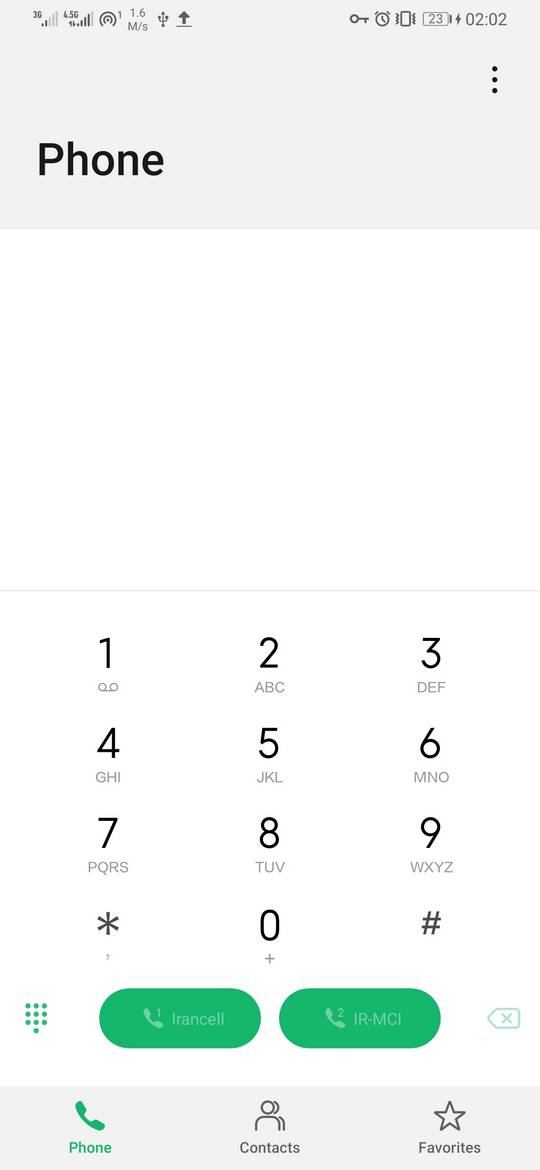 3G 4.5G 1 1.6 M/s 23 02:02
Phone
1 2 3
ABC DEF
4 5 6
GHI JKL MNO
7 8 9
PQRS TUV WXYZ
* 0 #
, +
1 Irancell 2 IR-MCI
Phone Contacts Favorites